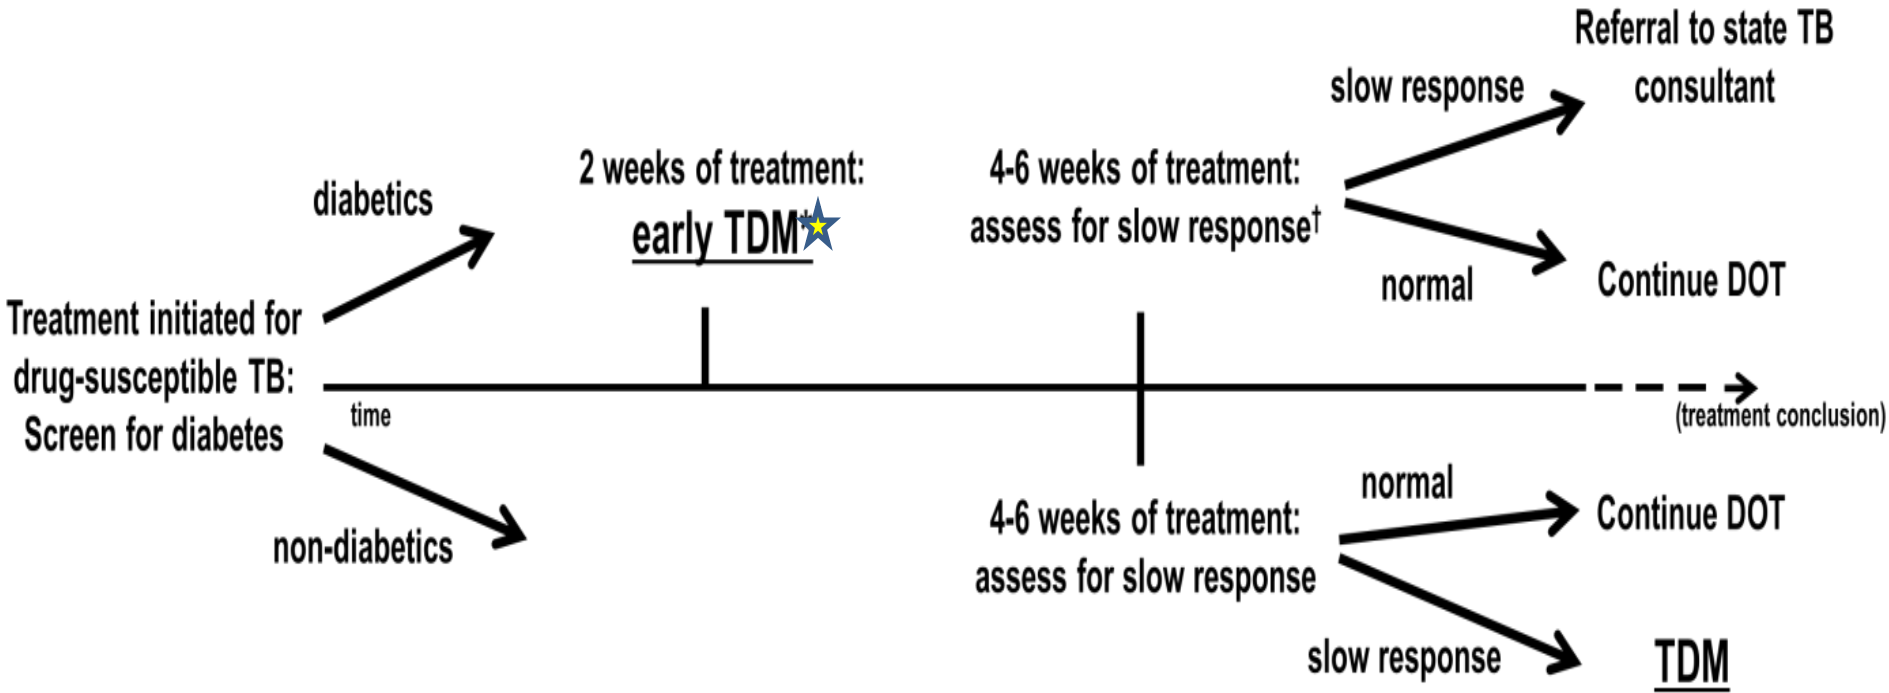 Treatment initiated for
drug-susceptible TB:
Screen for diabetes
diabetics
non-diabetics
time
2 weeks of treatment:
early TDM*
4-6 weeks of treatment:
assess for slow response†
slow response
Referral to state TB
consultant
normal
Continue DOT
(treatment conclusion)
4-6 weeks of treatment:
assess for slow response
normal
Continue DOT
slow response
TDM